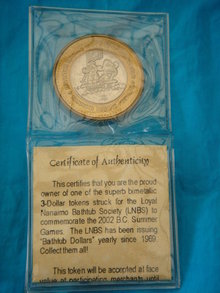 Certificate of Authenticity
This certifies that you are the proud
owner of one of the superb bimetallic
3-Dollar tokens struck for the Loyal
Nanaimo Bathtub Society (LNBS) to
commemorate the 2002 B.C. Summer
Games. The LNBS has been issuing
"Bathtub Dollars" yearly since 1969.
Collect them all!
This token will be accepted at face
value at participating merchants until